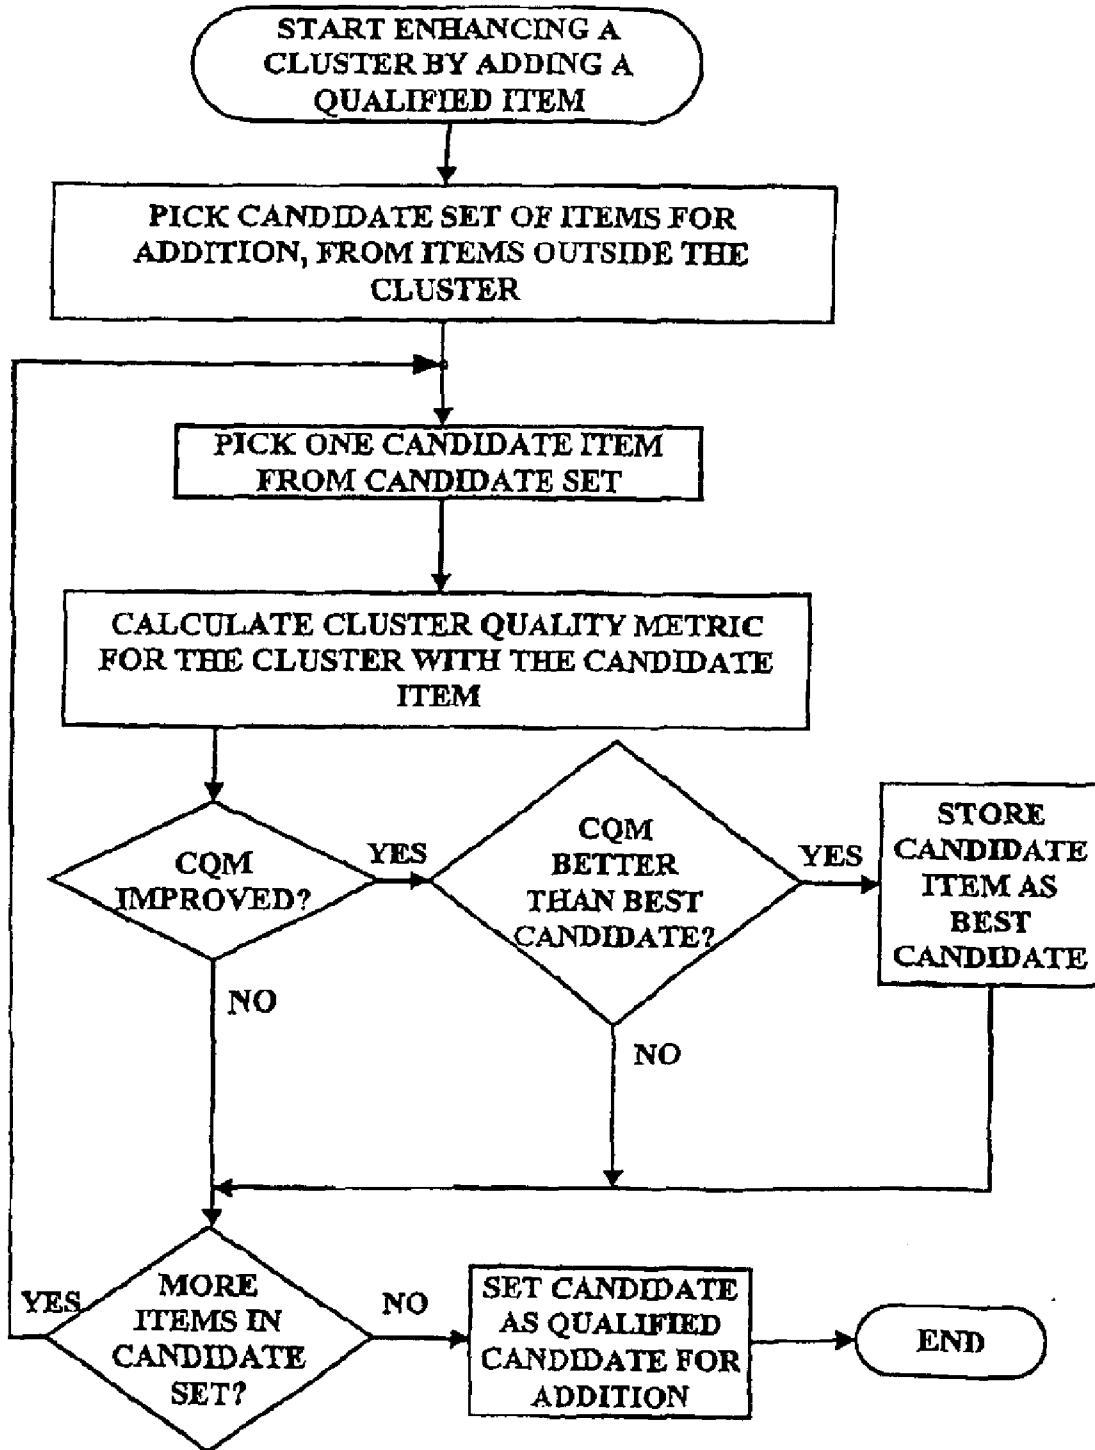 START ENHANCING A
CLUSTER BY ADDING A
QUALIFIED ITEM
PICK CANDIDATE SET OF ITEMS FOR
ADDITION, FROM ITEMS OUTSIDE THE
CLUSTER
PICK ONE CANDIDATE ITEM
FROM CANDIDATE SET
CALCULATE CLUSTER QUALITY METRIC
FOR THE CLUSTER WITH THE CANDIDATE
ITEM
CQM
IMPROVED?
YES
NO
CQM
BETTER
THAN BEST
CANDIDATE?
YES
NO
STORE
CANDIDATE
ITEM AS
BEST
CANDIDATE
MORE
ITEMS IN
CANDIDATE
SET?
YES
NO
SET CANDIDATE
AS QUALIFIED
CANDIDATE FOR
ADDITION
END